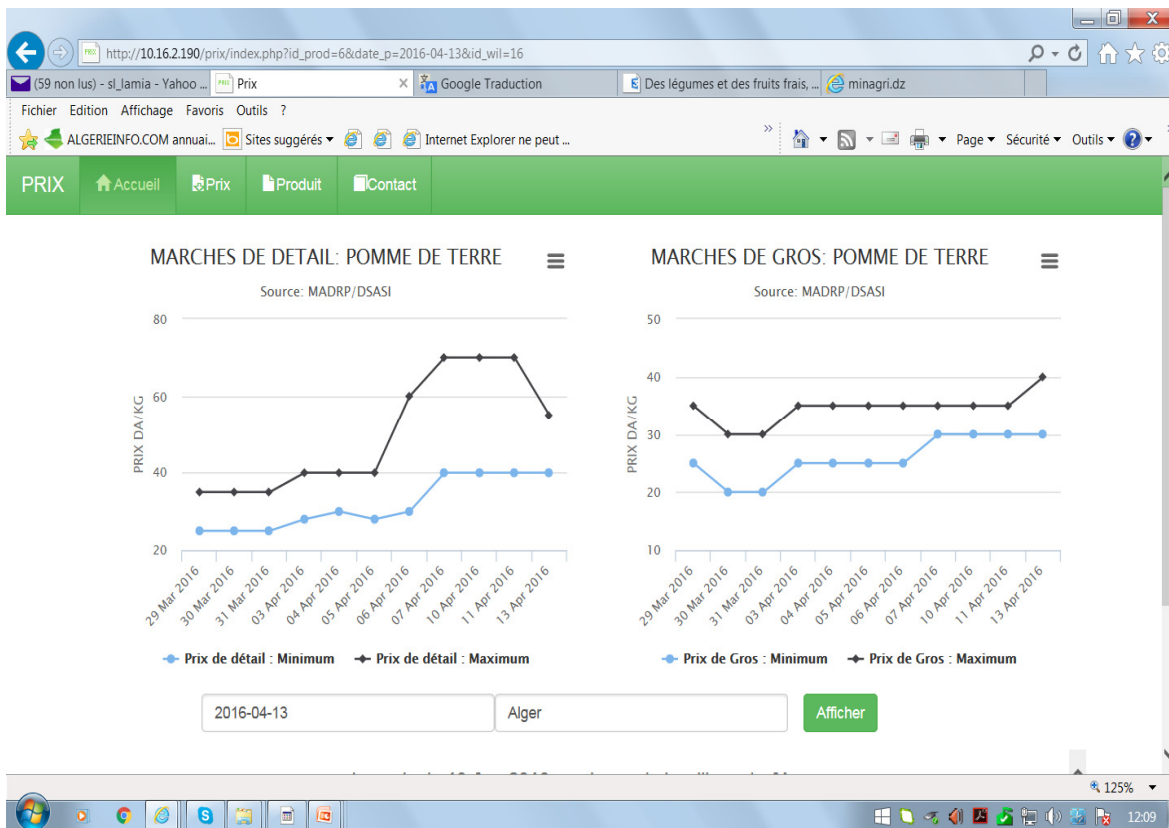 http://10.16.2.190/prix/index.php?id_prod=6&date_p=2016-04-13&id_wil=16
(59 non lus) - sl_lamia - Yahoo ...
Prix
Google Traduction
Des légumes et des fruits frais, ...
minagri.dz
Fichier Edition Affichage Favoris Outils ?
ALGERIEINFO.COM annuai... Sites suggérés Internet Explorer ne peut ...
» Page Sécurité Outils
PRIX Accueil Prix Produit Contact
MARCHES DE DETAIL: POMME DE TERRE
Source: MADRP/DSASI
PRIX DA/KG
80
60
40
20
29 Mar 2016
30 Mar 2016
31 Mar 2016
03 Apr 2016
04 Apr 2016
05 Apr 2016
06 Apr 2016
07 Apr 2016
10 Apr 2016
11 Apr 2016
13 Apr 2016
Prix de détail : Minimum Prix de détail : Maximum
MARCHES DE GROS: POMME DE TERRE
Source: MADRP/DSASI
PRIX DA/KG
50
40
30
20
10
29 Mar 2016
30 Mar 2016
31 Mar 2016
03 Apr 2016
04 Apr 2016
05 Apr 2016
06 Apr 2016
07 Apr 2016
10 Apr 2016
11 Apr 2016
13 Apr 2016
Prix de Gros : Minimum Prix de Gros : Maximum
2016-04-13 Alger Afficher
125%
12:09